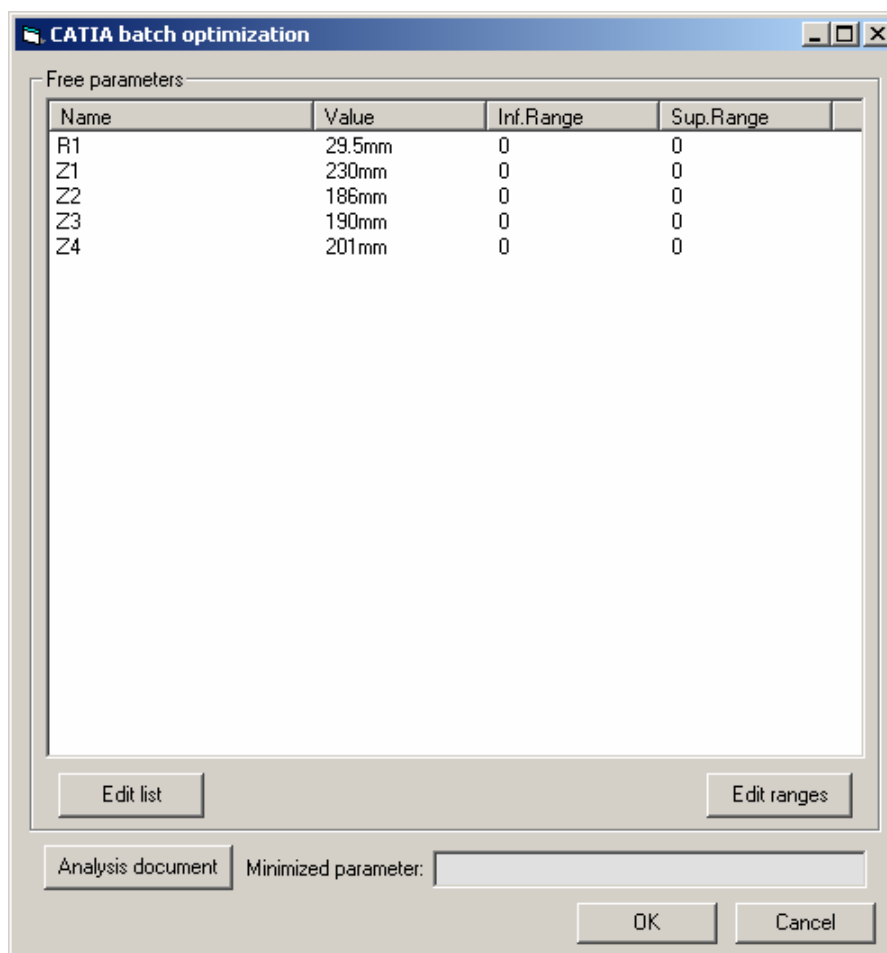 CATIA batch optimization
Free parameters
Name Value Inf.Range Sup.Range
R1 29.5mm 0 0
Z1 230mm 0 0
Z2 186mm 0 0
Z3 190mm 0 0
Z4 201mm 0 0
Edit list Edit ranges
Analysis document Minimized parameter:
OK Cancel